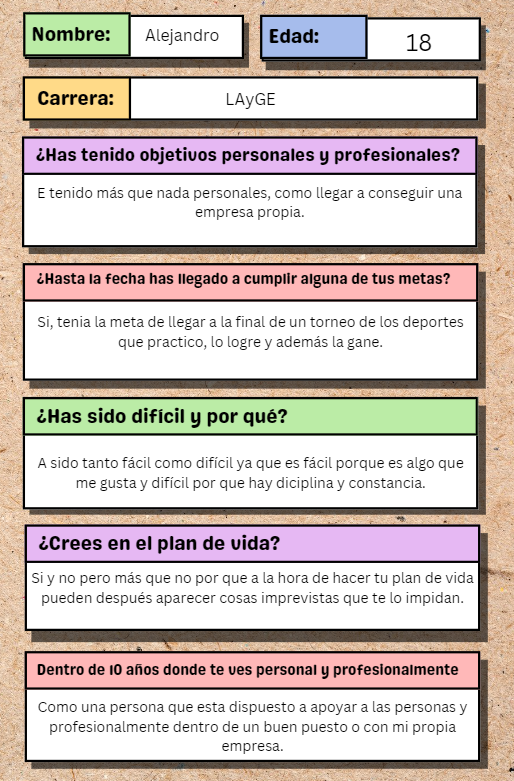 Nombre: Alejandro Edad: 18
Carrera: LAyGE
¿Has tenido objetivos personales y profesionales?
E tenido más que nada personales, como llegar a conseguir una
empresa propia.
¿Hasta la fecha has llegado a cumplir alguna de tus metas?
Si, tenia la meta de llegar a la final de un torneo de los deportes
que practico, lo logre y además la gane.
¿Has sido difícil y por qué?
A sido tanto fácil como difícil ya que es fácil porque es algo que
me gusta y difícil por que hay diciplina y constancia.
¿Crees en el plan de vida?
Si y no pero más que no por que a la hora de hacer tu plan de vida
pueden después aparecer cosas imprevistas que te lo impidan.
Dentro de 10 años donde te ves personal y profesionalmente
Como una persona que esta dispuesto a apoyar a las personas y
profesionalmente dentro de un buen puesto o con mi propia
empresa.